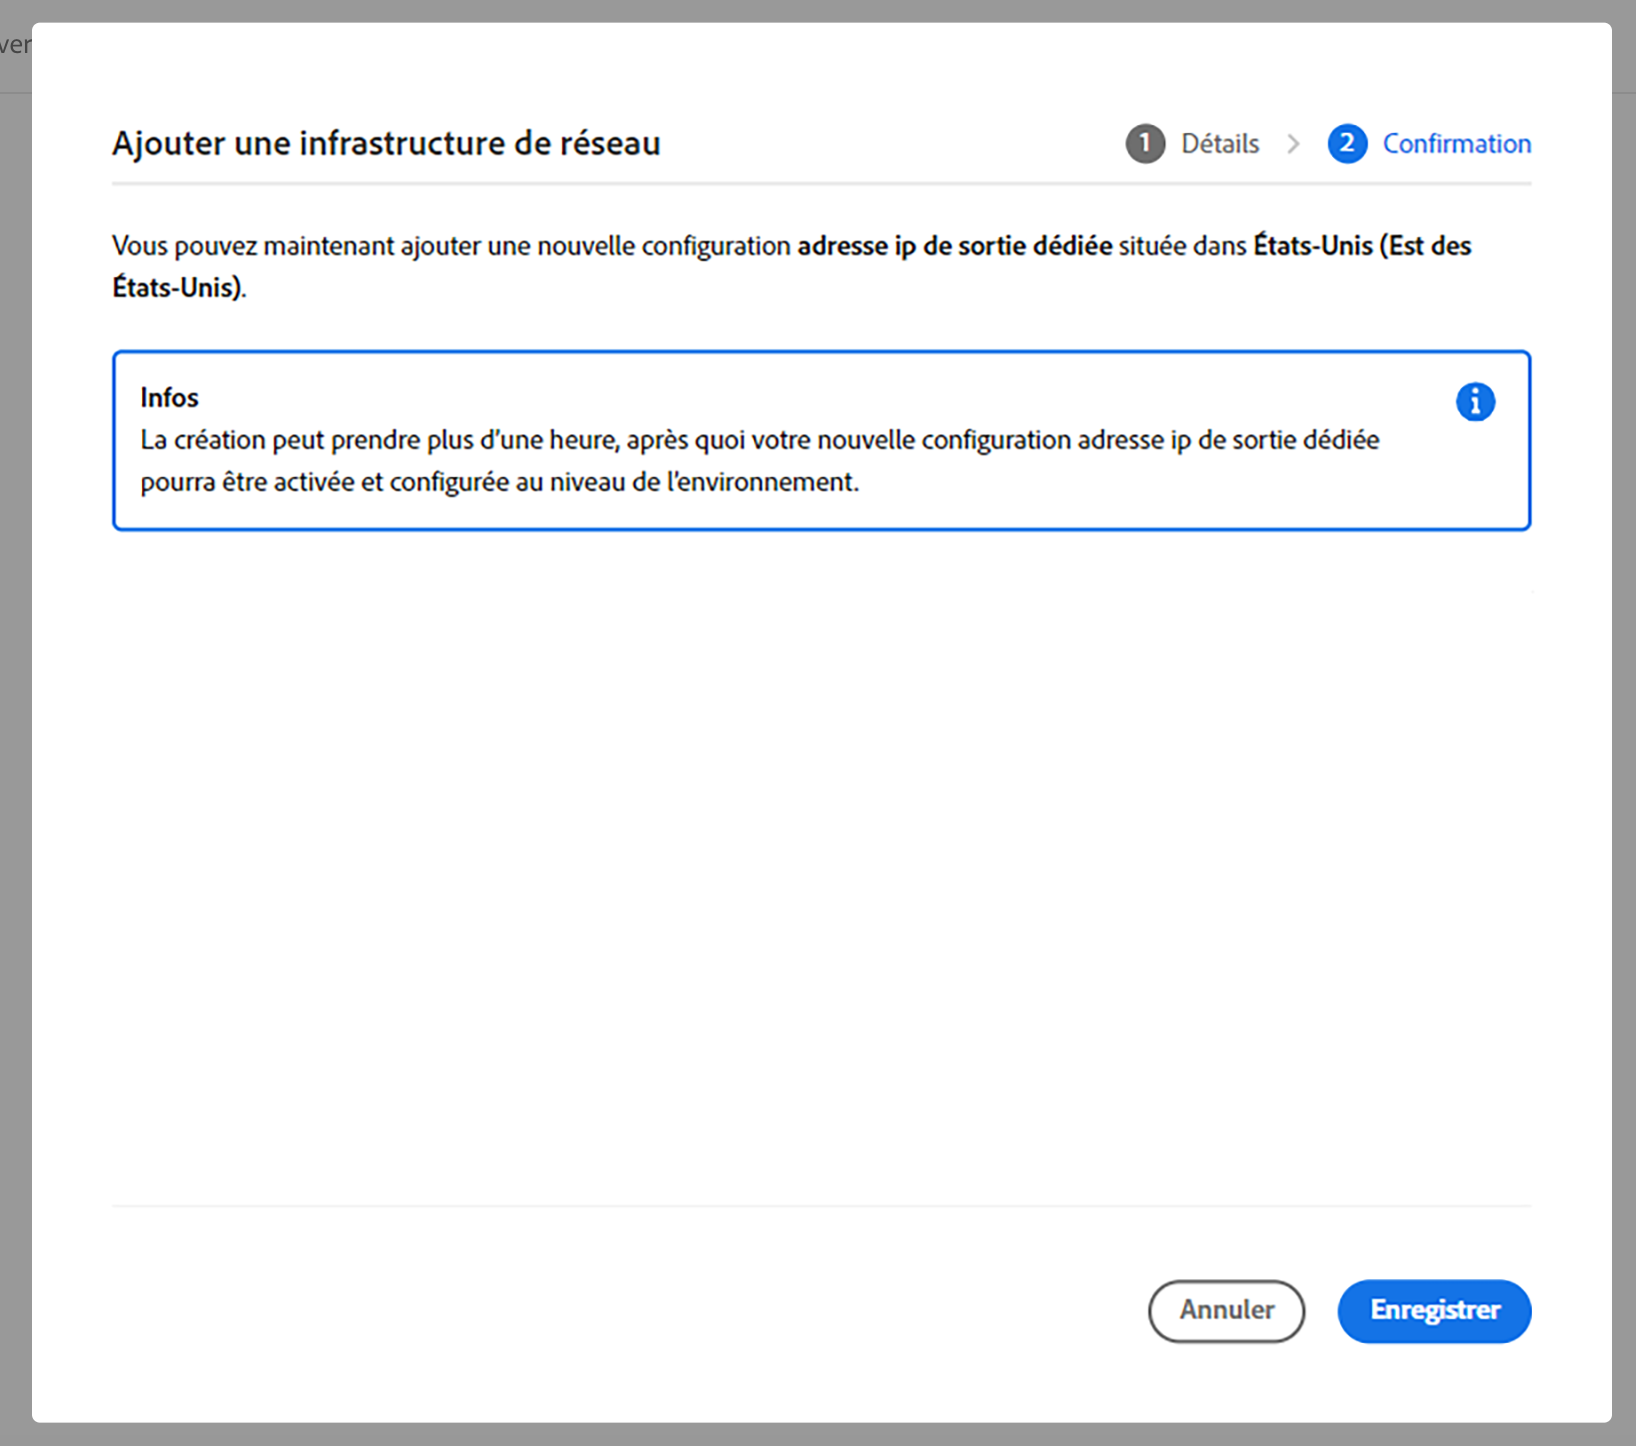 Ajouter une infrastructure de réseau
1 Détails > 2 Confirmation
Vous pouvez maintenant ajouter une nouvelle configuration adresse ip de sortie dédiée située dans États-Unis (Est des
États-Unis).
Infos
La création peut prendre plus d’une heure, après quoi votre nouvelle configuration adresse ip de sortie dédiée
pourra être activée et configurée au niveau de l’environnement.
Annuler Enregistrer